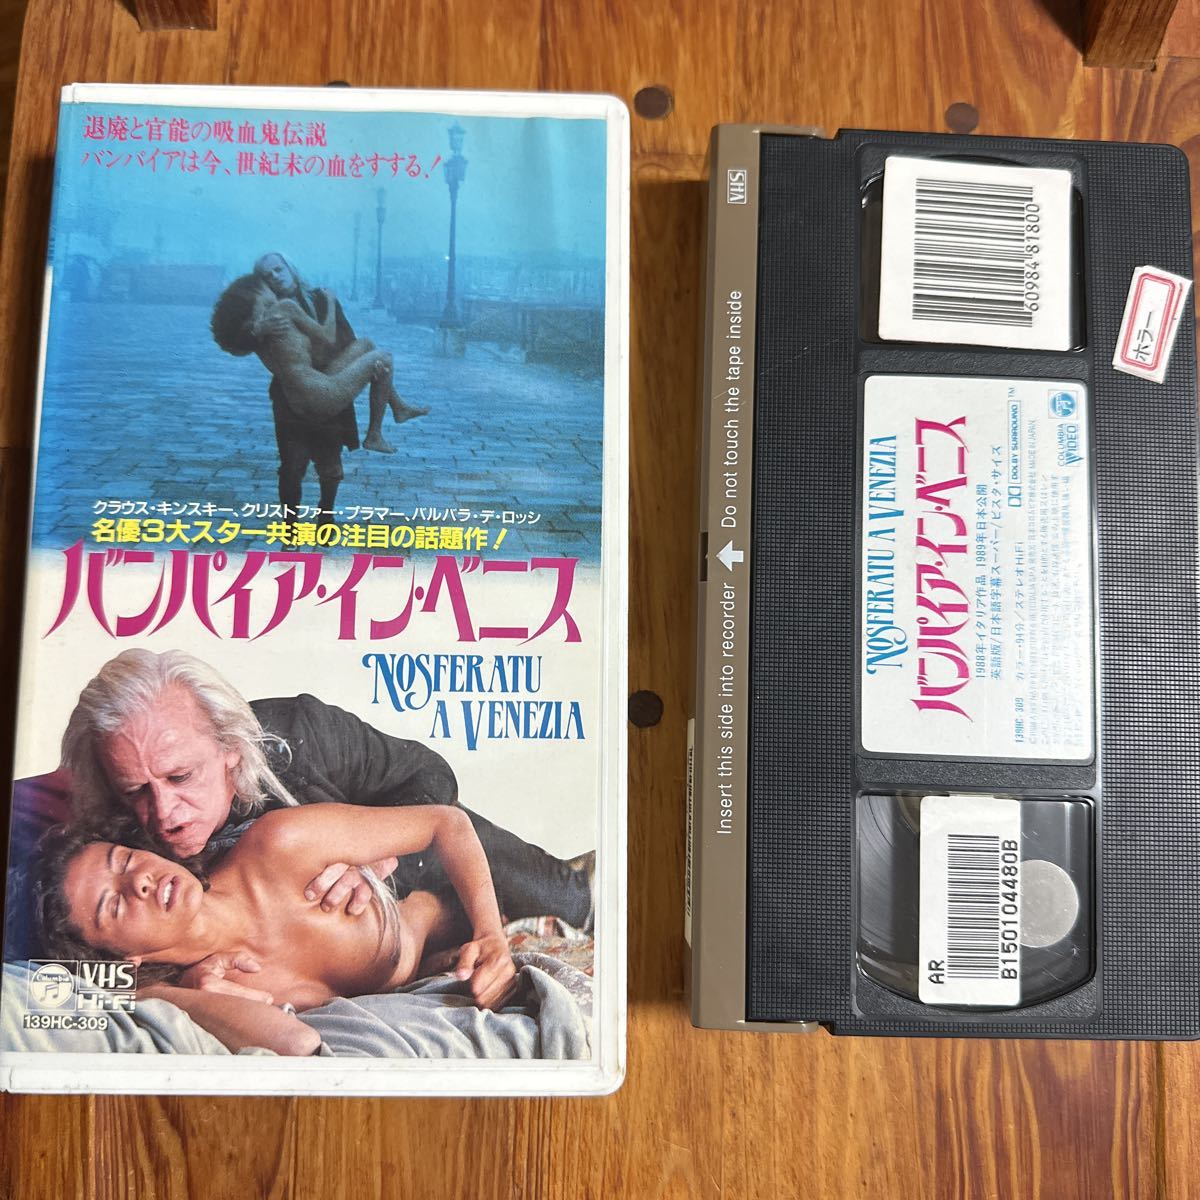 退廃と官能の吸血鬼伝説
バンパイアは今、世紀末の血をすする!
クラウス・キンスキー、クリストファー・プラマー、バルバラ・デ・ロッシ
名優3大スター共演の注目の話題作!
バンパイア・イン・ベニス
NOSFERATU
A VENEZIA
Columbia
VHS
Hi-Fi
139HC-309
VHS
Insert this side into recorder
Do not touch the tape inside
60984 81800
ホラー
NOSFERATU A VENEZIA
バンパイア・イン・ベニス
1988年イタリア作品 1989年日本公開
英語版/日本語字幕スーパー/ビスタ・サイズ
139HC-309 カラー・94分/ステレオHiFi
DOLBY SURROUND™
COLUMBIA
VIDEO
MADE IN JAPAN
AR
B150104480B